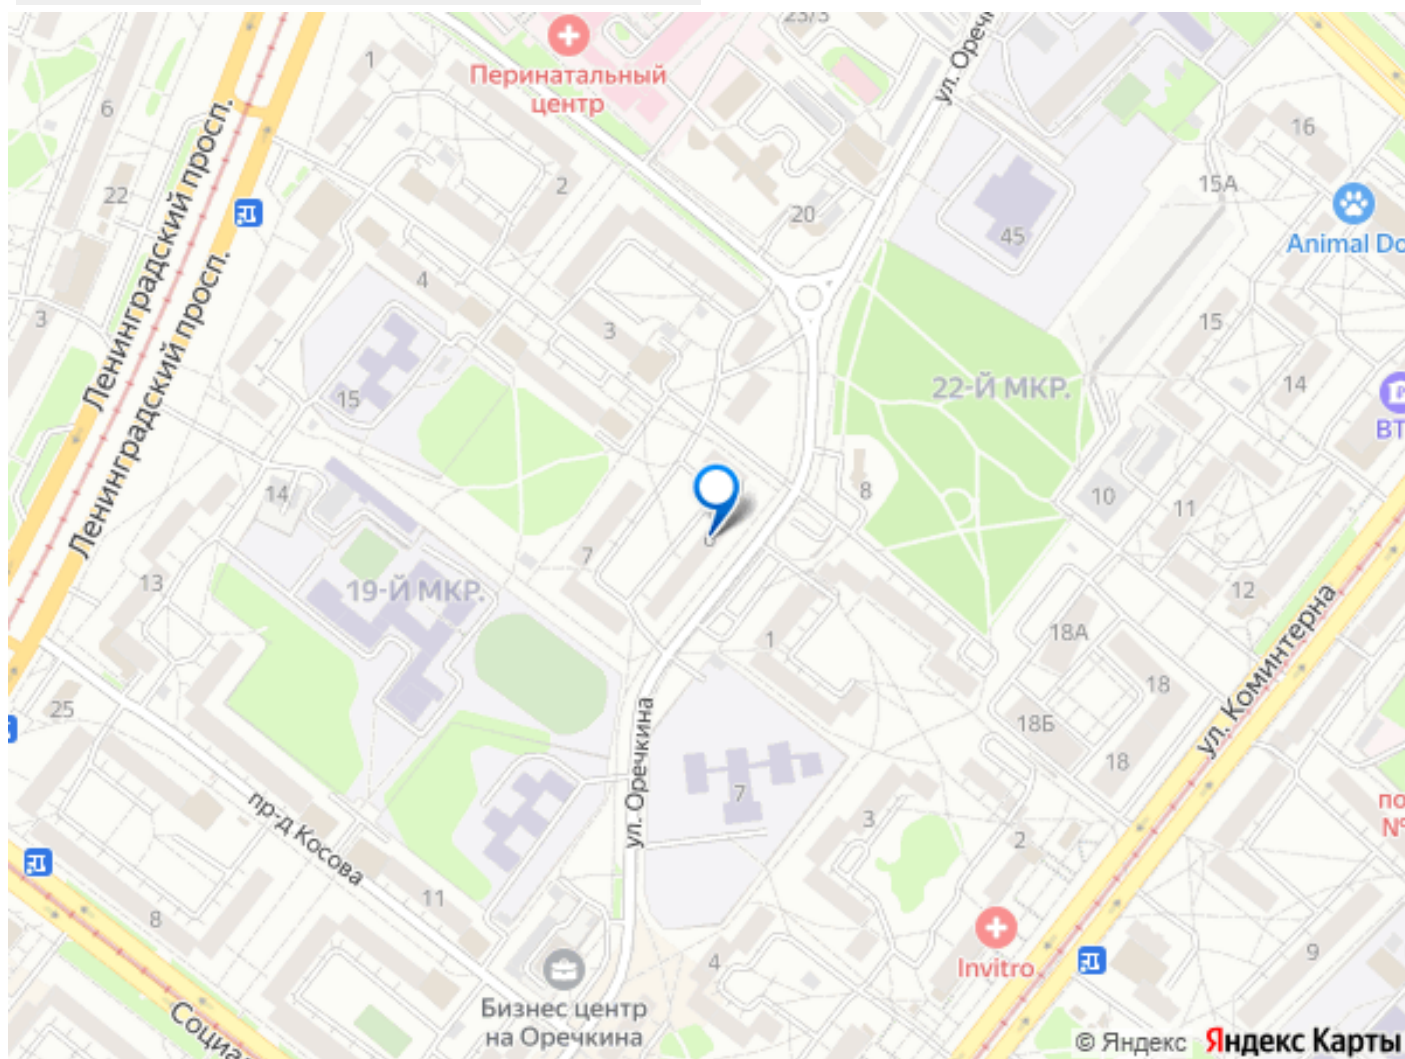 23/3
ул. Оречк
1
Перинатальный
центр
6
16
22
2
15А
20
45
Animal Do
Ленинградский просп.
Ленинградский просп.
4
3
3
15
22-Й МКР.
14
ВТ
15
14
8
10
11
7
13
19-Й МКР.
12
1
18А
18
25
18Б
18
ул. Коминтерна
ул. Оречкина
7
по
№
пр-д Косова
3
2
11
8
Invitro
4
9
Бизнес центр
на Оречкина
Социа
© Яндекс Яндекс Карты